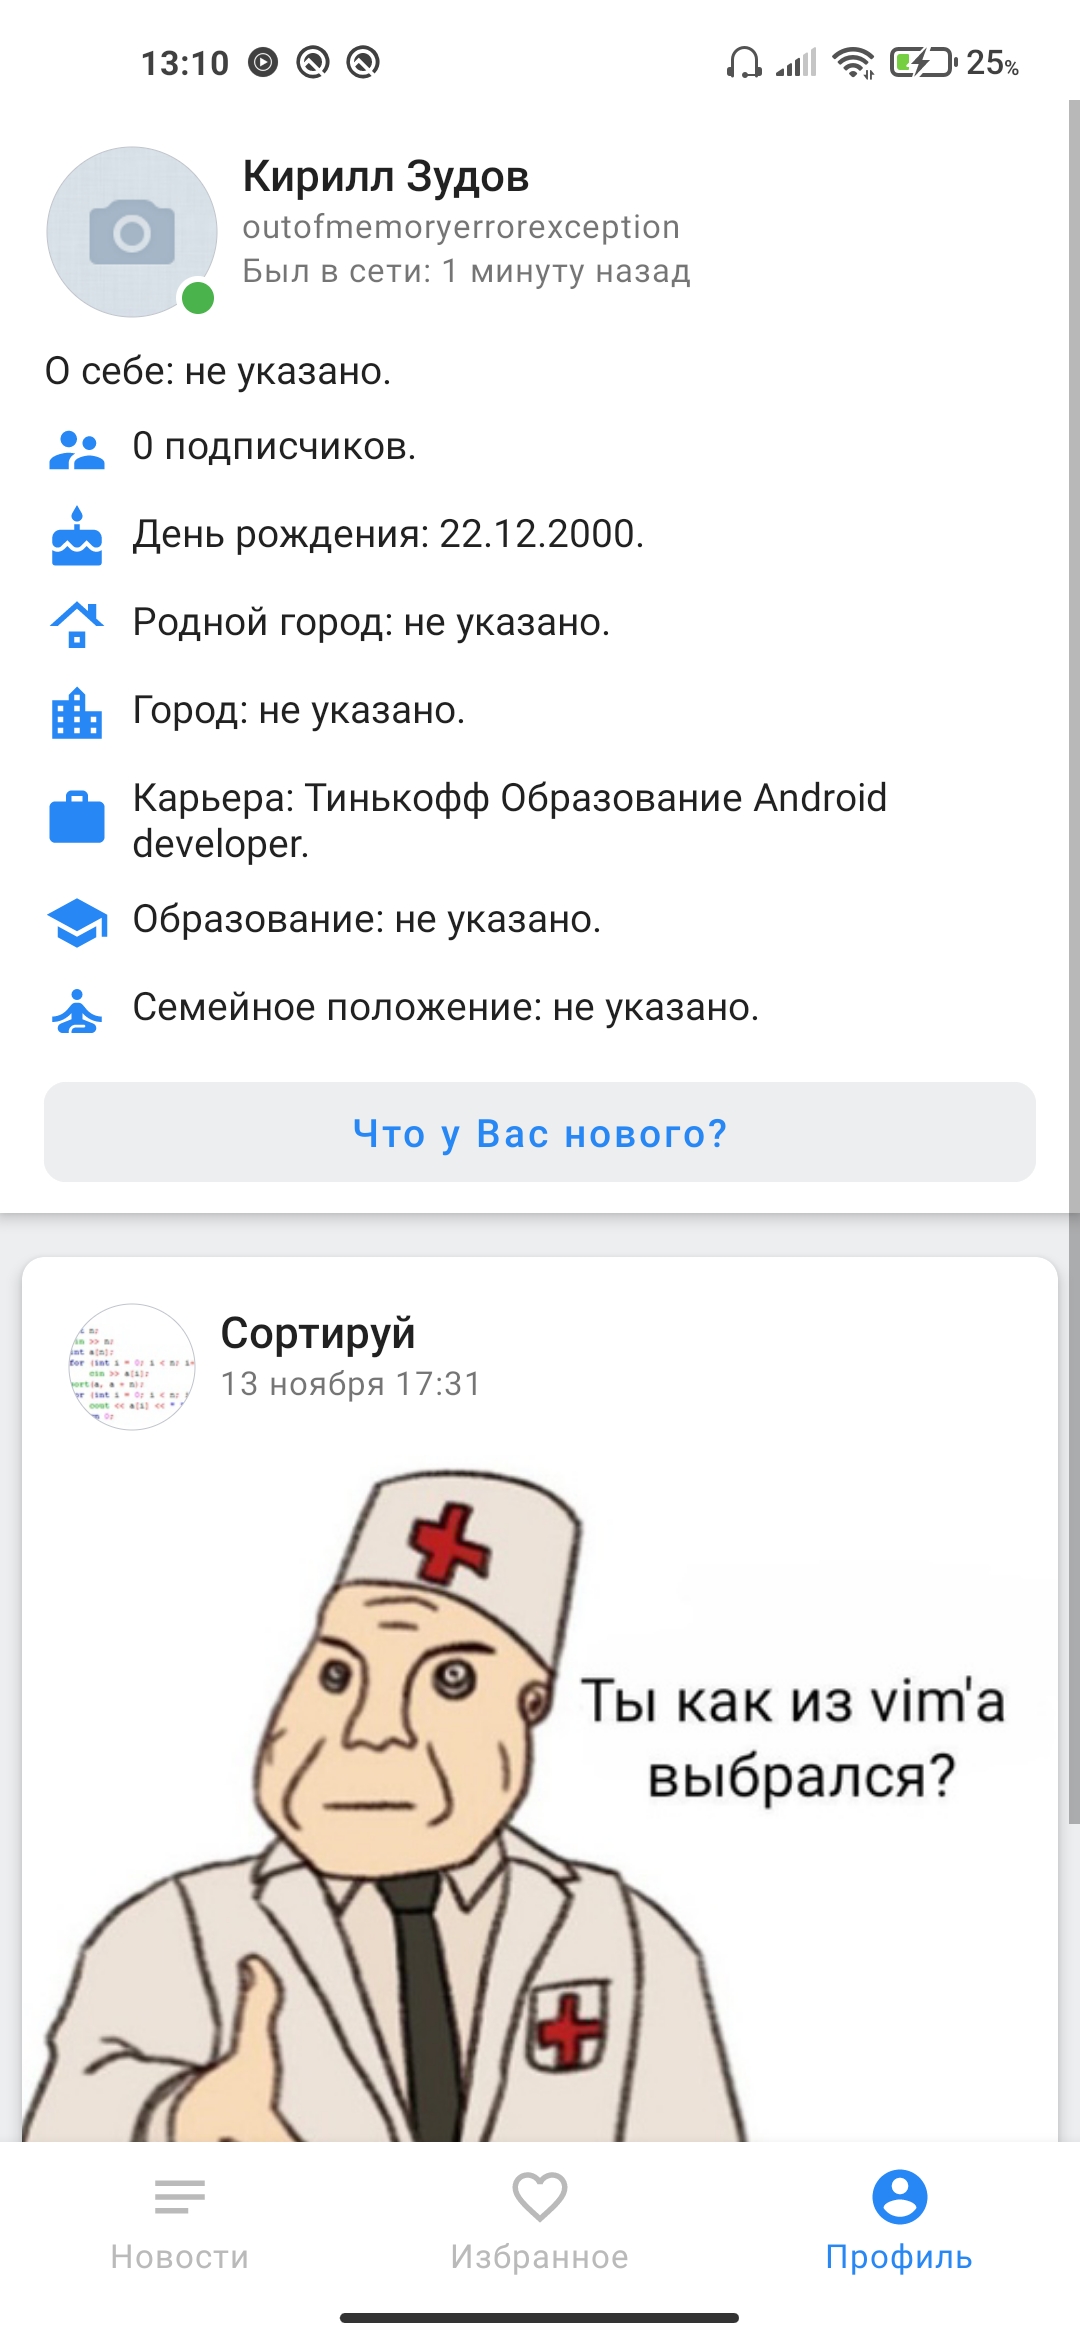 13:10 25%
Кирилл Зудов
outofmemoryerrorexception
Был в сети: 1 минуту назад
О себе: не указано.
0 подписчиков.
День рождения: 22.12.2000.
Родной город: не указано.
Город: не указано.
Карьера: Тинькофф Образование Android
developer.
Образование: не указано.
Семейное положение: не указано.
Что у Вас нового?
Сортируй
13 ноября 17:31
Ты как из vim'а
выбрался?
Новости Избранное Профиль